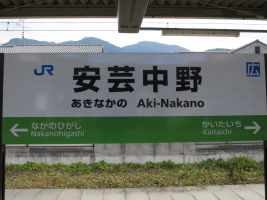 JR
安芸中野
広
あきなかの Aki-Nakano
なかのひがし
Nakanohigashi
かいたいち
Kaitaichi